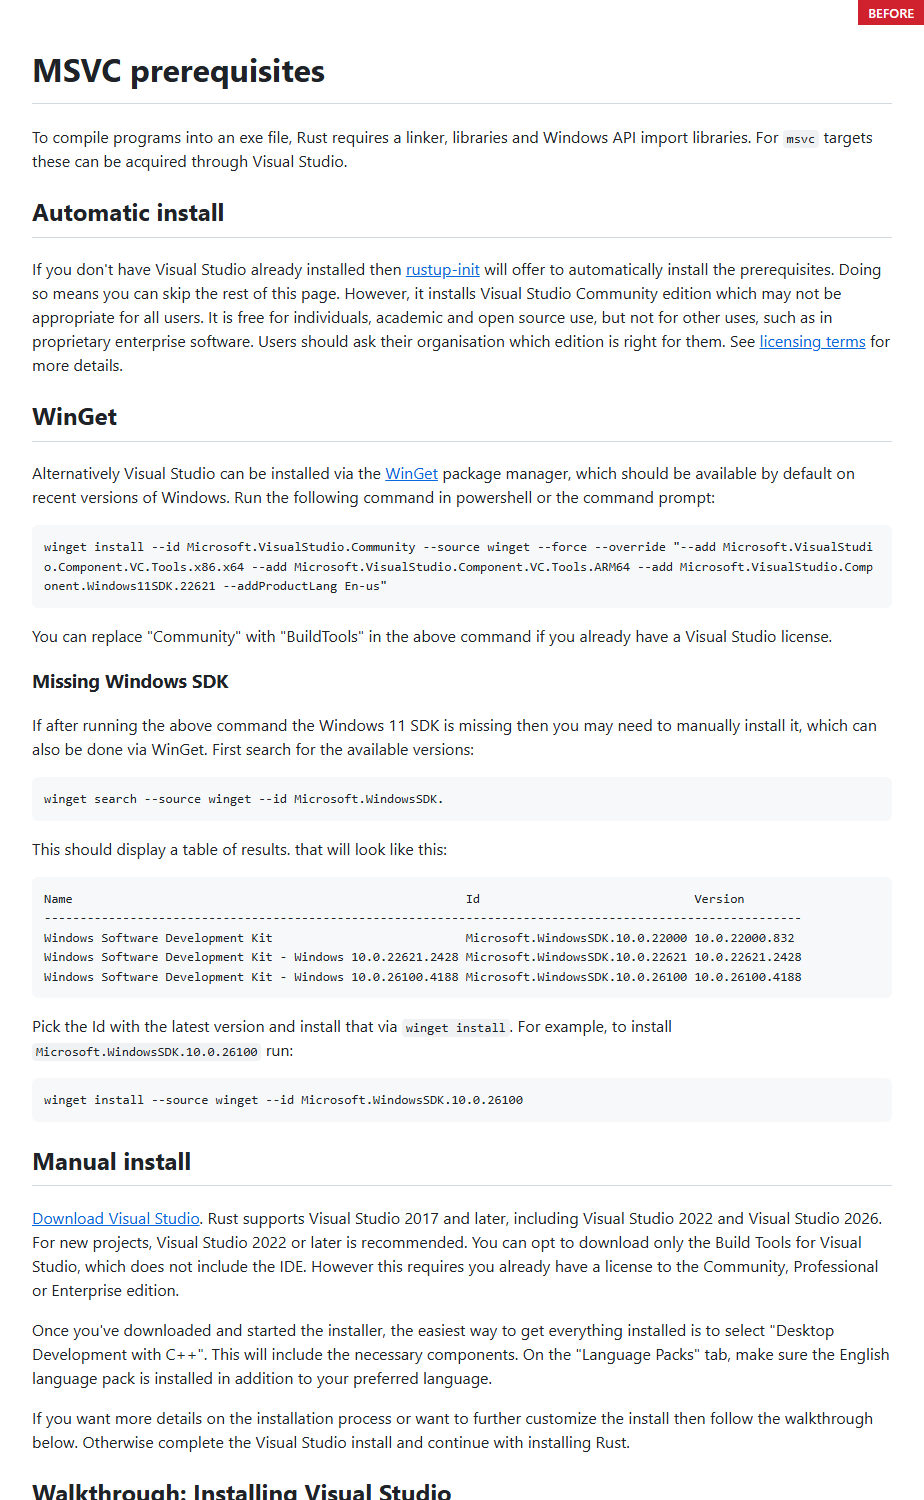 BEFORE
MSVC prerequisites
To compile programs into an exe file, Rust requires a linker, libraries and Windows API import libraries. For msvc targets
these can be acquired through Visual Studio.
Automatic install
If you don't have Visual Studio already installed then rustup-init will offer to automatically install the prerequisites. Doing
so means you can skip the rest of this page. However, it installs Visual Studio Community edition which may not be
appropriate for all users. It is free for individuals, academic and open source use, but not for other uses, such as in
proprietary enterprise software. Users should ask their organisation which edition is right for them. See licensing terms for
more details.
WinGet
Alternatively Visual Studio can be installed via the WinGet package manager, which should be available by default on
recent versions of Windows. Run the following command in powershell or the command prompt:
winget install --id Microsoft.VisualStudio.Community --source winget --force --override "--add Microsoft.VisualStudi
o.Component.VC.Tools.x86.x64 --add Microsoft.VisualStudio.Component.VC.Tools.ARM64 --add Microsoft.VisualStudio.Comp
onent.Windows11SDK.22621 --addProductLang En-us"
You can replace "Community" with "BuildTools" in the above command if you already have a Visual Studio license.
Missing Windows SDK
If after running the above command the Windows 11 SDK is missing then you may need to manually install it, which can
also be done via WinGet. First search for the available versions:
winget search --source winget --id Microsoft.WindowsSDK.
This should display a table of results. that will look like this:
Name Id Version
----------------------------------------------------------------------------------------------------------
Windows Software Development Kit Microsoft.WindowsSDK.10.0.22000 10.0.22000.832
Windows Software Development Kit - Windows 10.0.22621.2428 Microsoft.WindowsSDK.10.0.22621 10.0.22621.2428
Windows Software Development Kit - Windows 10.0.26100.4188 Microsoft.WindowsSDK.10.0.26100 10.0.26100.4188
Pick the Id with the latest version and install that via winget install. For example, to install
Microsoft.WindowsSDK.10.0.26100 run:
winget install --source winget --id Microsoft.WindowsSDK.10.0.26100
Manual install
Download Visual Studio. Rust supports Visual Studio 2017 and later, including Visual Studio 2022 and Visual Studio 2026.
For new projects, Visual Studio 2022 or later is recommended. You can opt to download only the Build Tools for Visual
Studio, which does not include the IDE. However this requires you already have a license to the Community, Professional
or Enterprise edition.
Once you've downloaded and started the installer, the easiest way to get everything installed is to select "Desktop
Development with C++". This will include the necessary components. On the "Language Packs" tab, make sure the English
language pack is installed in addition to your preferred language.
If you want more details on the installation process or want to further customize the install then follow the walkthrough
below. Otherwise complete the Visual Studio install and continue with installing Rust.
Walkthrough: Installing Visual Studio